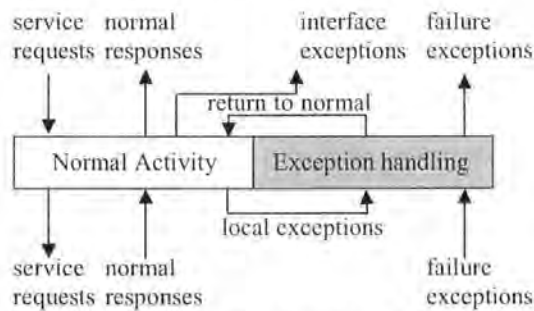 service normal interface failure
requests responses exceptions exceptions
return to normal
Normal Activity Exception handling
local exceptions
service normal failure
requests responses exceptions